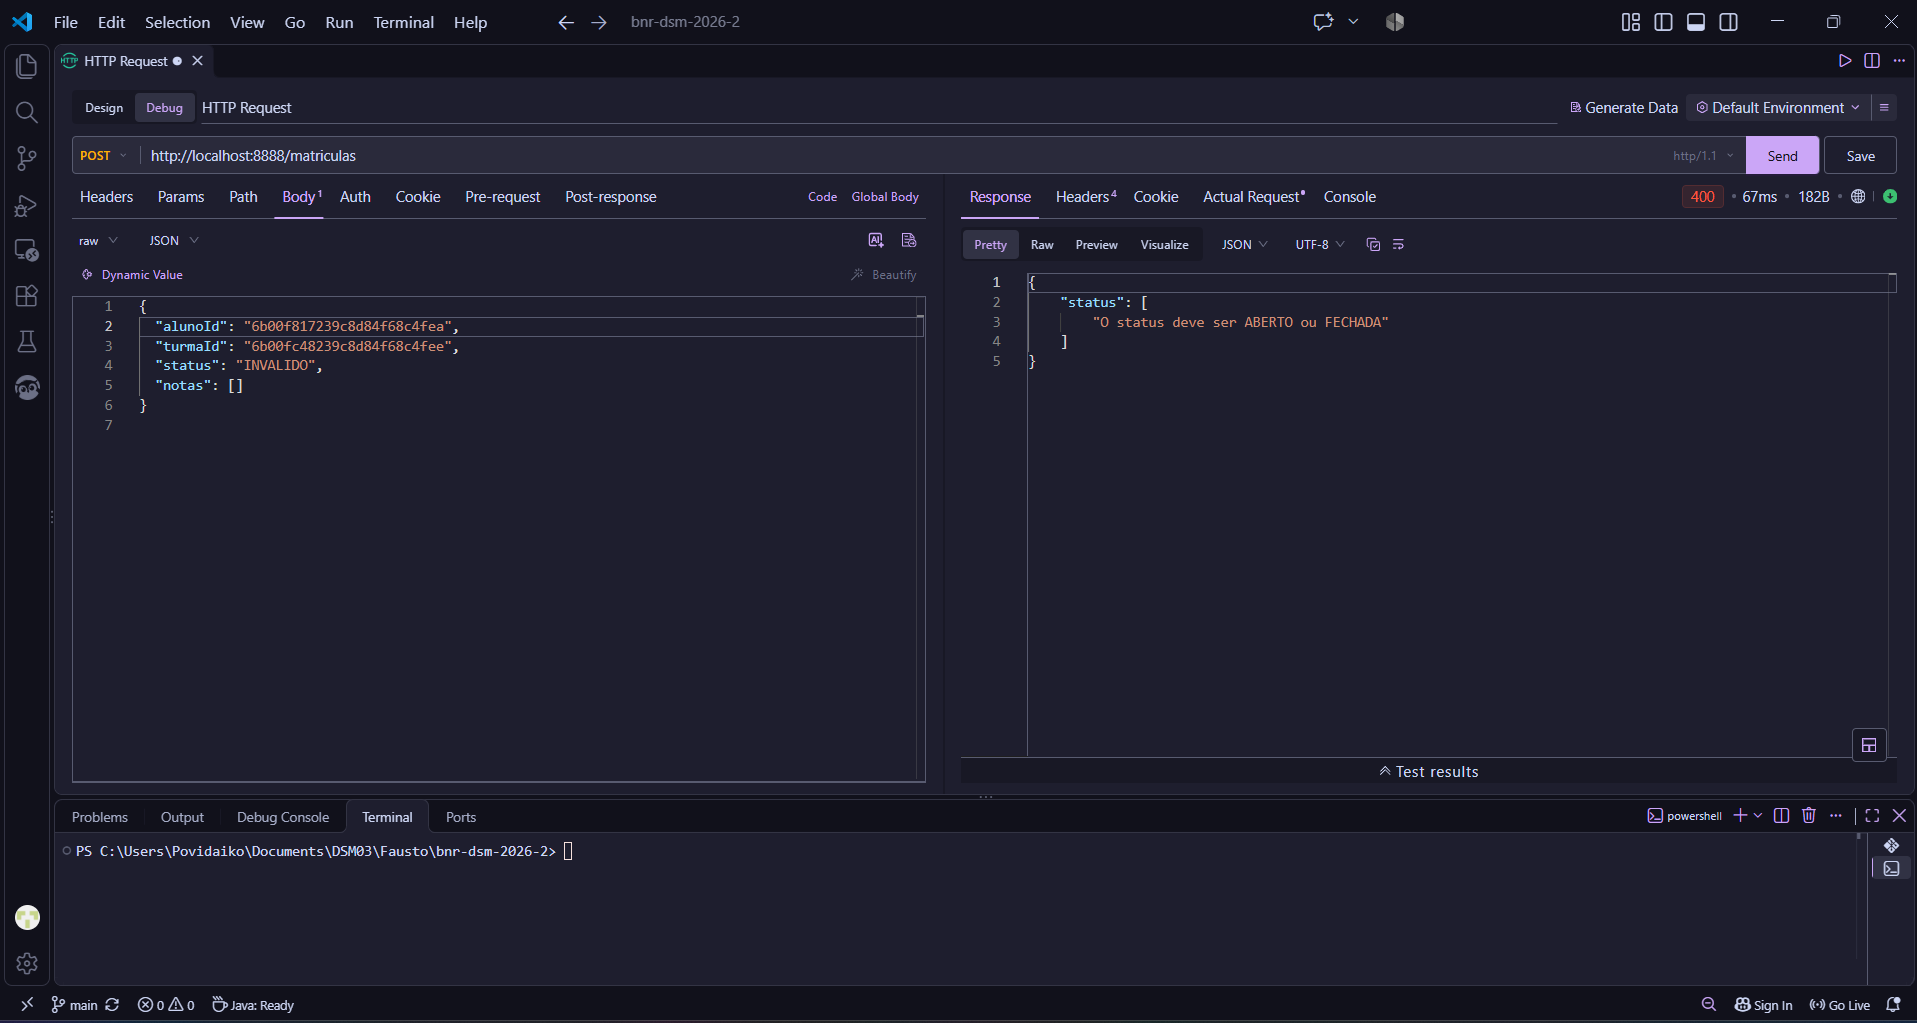 File Edit Selection View Go Run Terminal Help bnr-dsm-2026-2
HTTP HTTP Request
Design Debug HTTP Request Generate Data Default Environment
POST http://localhost:8888/matriculas http/1.1 Send Save
Headers Params Path Body 1 Auth Cookie Pre-request Post-response Code Global Body
raw JSON
Dynamic Value Beautify
1 {
2 "alunoId": "6b00f817239c8d84f68c4fea",
3 "turmaId": "6b00fc48239c8d84f68c4fee",
4 "status": "INVALIDO",
5 "notas": []
6 }
7
Response Headers 4 Cookie Actual Request Console 400 • 67ms • 182B
Pretty Raw Preview Visualize JSON UTF-8
1 {
2 "status": [
3 "O status deve ser ABERTO ou FECHADA"
4 ]
5 }
Test results
Problems Output Debug Console Terminal Ports powershell
PS C:\Users\Povidaiko\Documents\DSM03\Fausto\bnr-dsm-2026-2>
main 0 0 Java: Ready Sign In Go Live